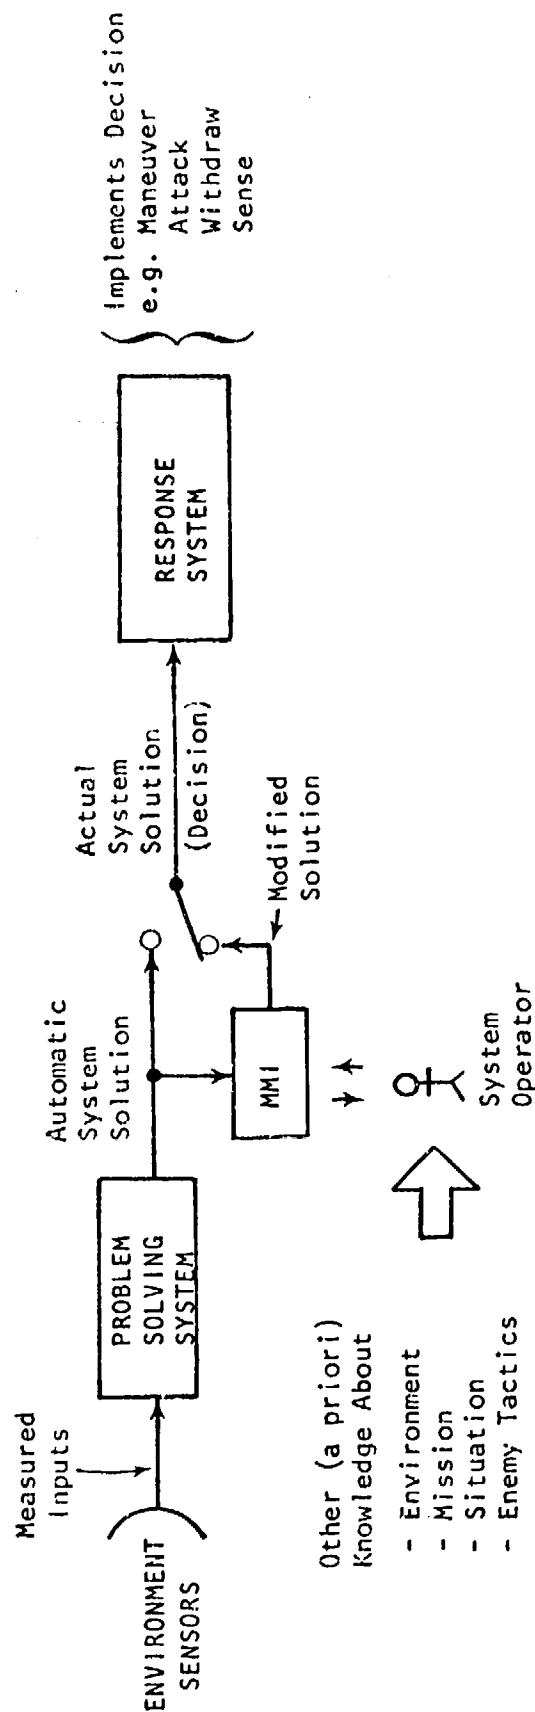 Measured
Inputs
ENVIRONMENT
SENSORS
PROBLEM
SOLVING
SYSTEM
Automatic
System
Solution
MMI
Modified
Solution
Actual
System
Solution
(Decision)
RESPONSE
SYSTEM
Implements Decision
e.g. Maneuver
Attack
Withdraw
Sense
Other (a priori)
Knowledge About
- Environment
- Mission
- Situation
- Enemy Tactics
System
Operator